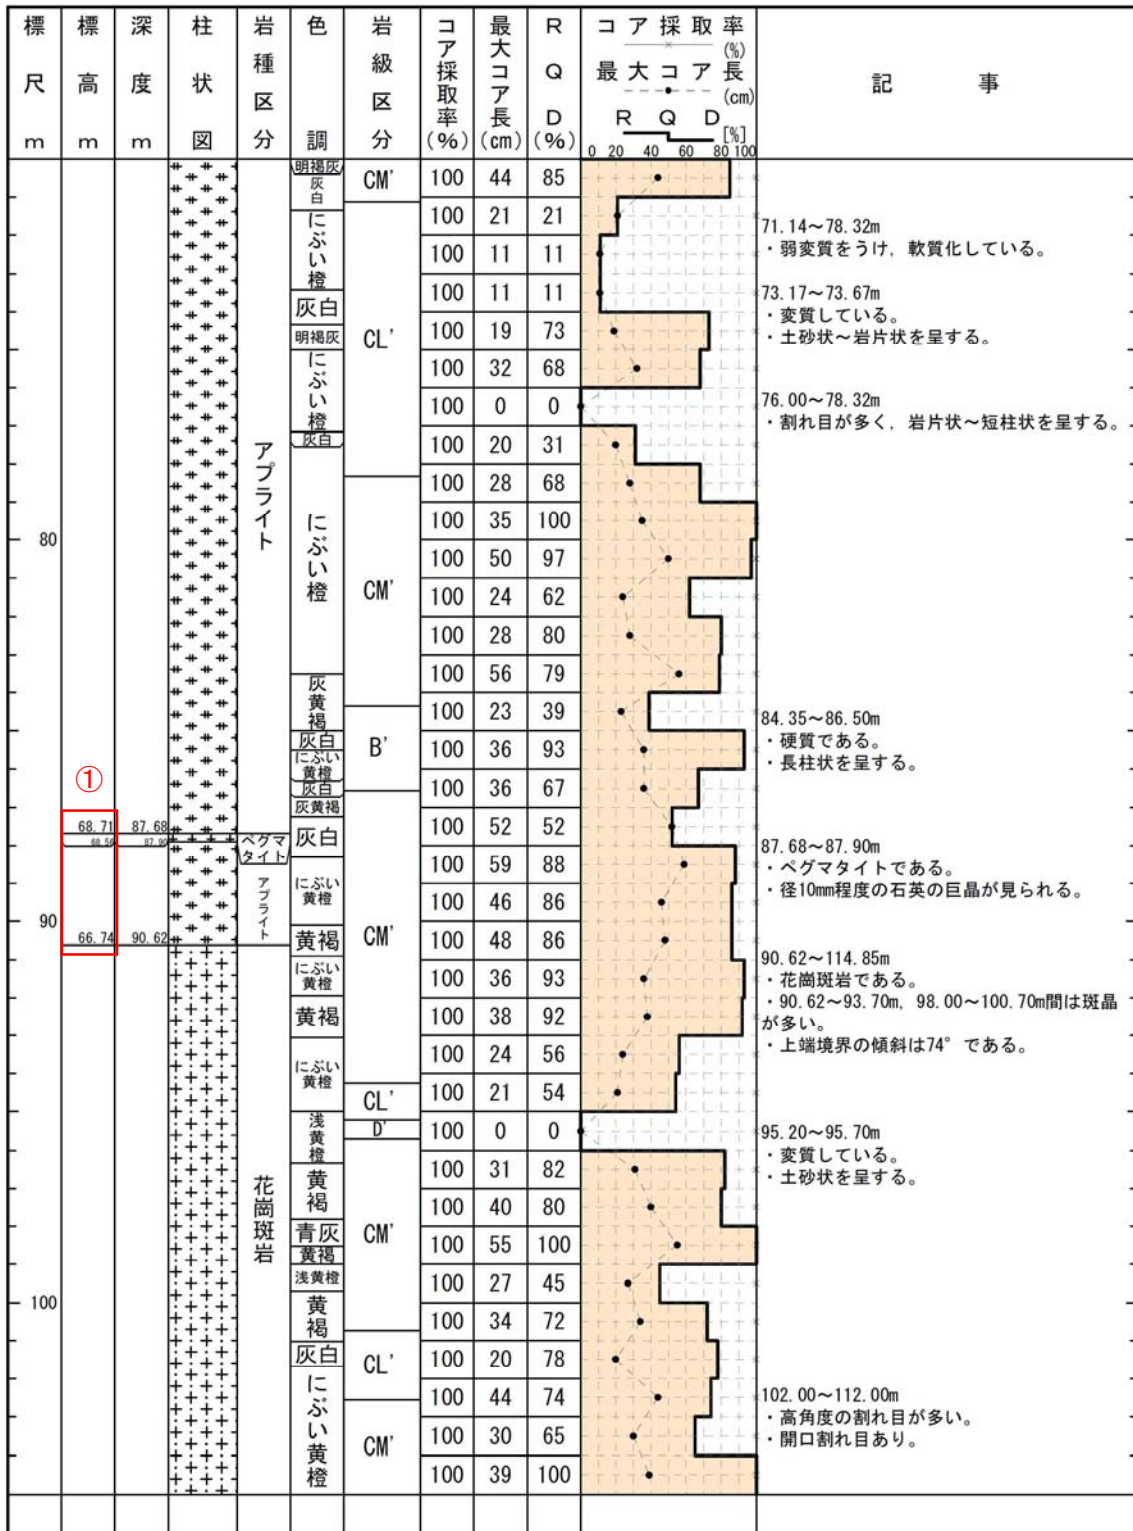 標尺m
標高m
深度m
柱状図
岩種区分
色調
岩級区分
コア採取率(%)
最大コア長(cm)
RQD(%)
コア採取率(%)
最大コア長(cm)
RQD[%]
0 20 40 60 80 100
記事
80
90
100
①
68.71 87.68
87.90
66.74 90.62
アプライト
ペグマタイト
アプライト
花崗斑岩
明褐灰
灰白
にぶい橙
灰白
明褐灰
にぶい橙
灰白
にぶい橙
灰黄褐
灰白
にぶい黄橙
灰白
灰黄褐
灰白
にぶい黄橙
黄褐
にぶい黄橙
黄褐
にぶい黄橙
浅黄橙
黄褐
青灰
黄褐
浅黄橙
黄褐
灰白
にぶい黄橙
CM'
CL'
CM'
B'
CM'
CL'
D'
CM'
CL'
CM'
100 44 85
100 21 21
100 11 11
100 11 11
100 19 73
100 32 68
100 0 0
100 20 31
100 28 68
100 35 100
100 50 97
100 24 62
100 28 80
100 56 79
100 23 39
100 36 93
100 36 67
100 52 52
100 59 88
100 46 86
100 48 86
100 36 93
100 38 92
100 24 56
100 21 54
100 0 0
100 31 82
100 40 80
100 55 100
100 27 45
100 34 72
100 20 78
100 44 74
100 30 65
100 39 100
71.14～78.32m
・弱変質をうけ，軟質化している。
73.17～73.67m
・変質している。
・土砂状～岩片状を呈する。
76.00～78.32m
・割れ目が多く，岩片状～短柱状を呈する。
84.35～86.50m
・硬質である。
・長柱状を呈する。
87.68～87.90m
・ペグマタイトである。
・径10mm程度の石英の巨晶が見られる。
90.62～114.85m
・花崗斑岩である。
・90.62～93.70m, 98.00～100.70m間は斑晶
が多い。
・上端境界の傾斜は74°である。
95.20～95.70m
・変質している。
・土砂状を呈する。
102.00～112.00m
・高角度の割れ目が多い。
・開口割れ目あり。